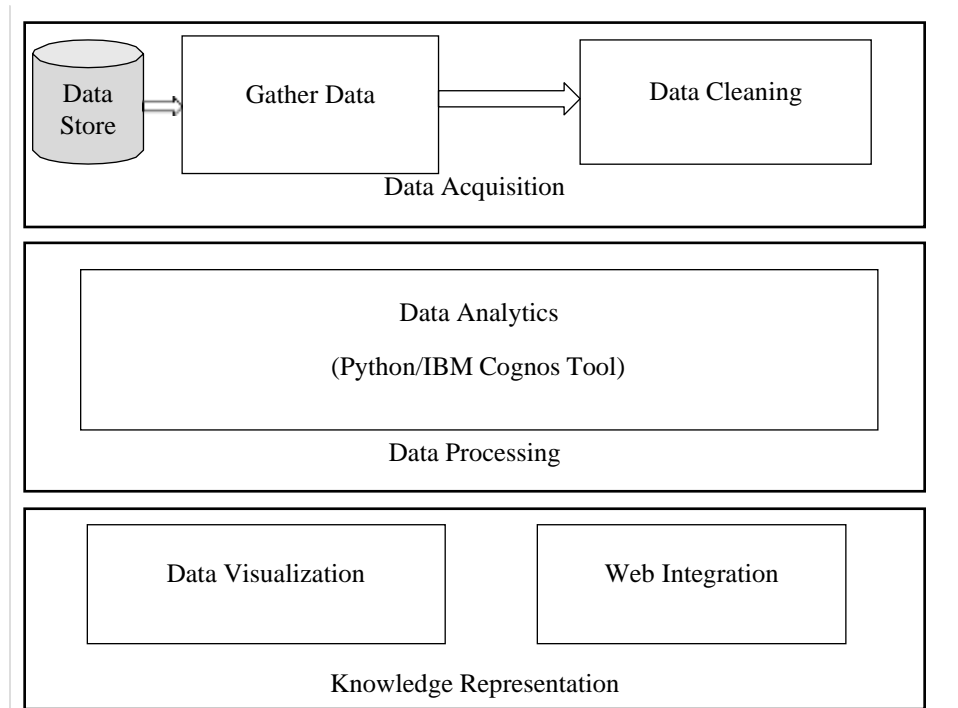 Data
Store
Gather Data
Data Cleaning
Data Acquisition
Data Analytics
(Python/IBM Cognos Tool)
Data Processing
Data Visualization
Web Integration
Knowledge Representation